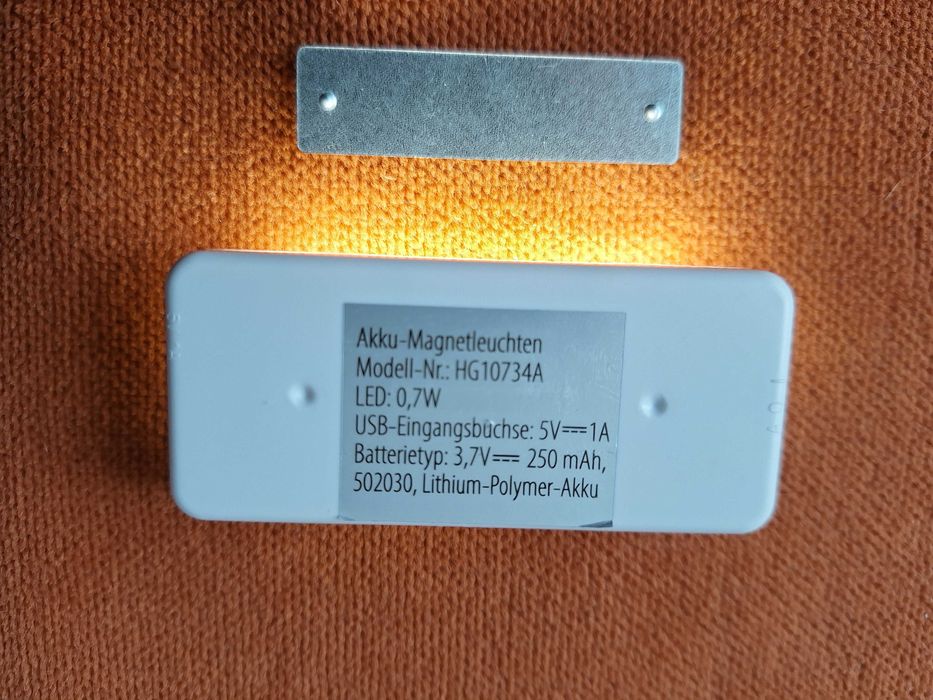 Akku-Magnetleuchten
Modell-Nr.: HG10734A
LED: 0,7W
USB-Eingangsbüchse: 5V⎓1A
Batterietyp: 3,7V⎓ 250 mAh,
502030, Lithium-Polymer-Akku